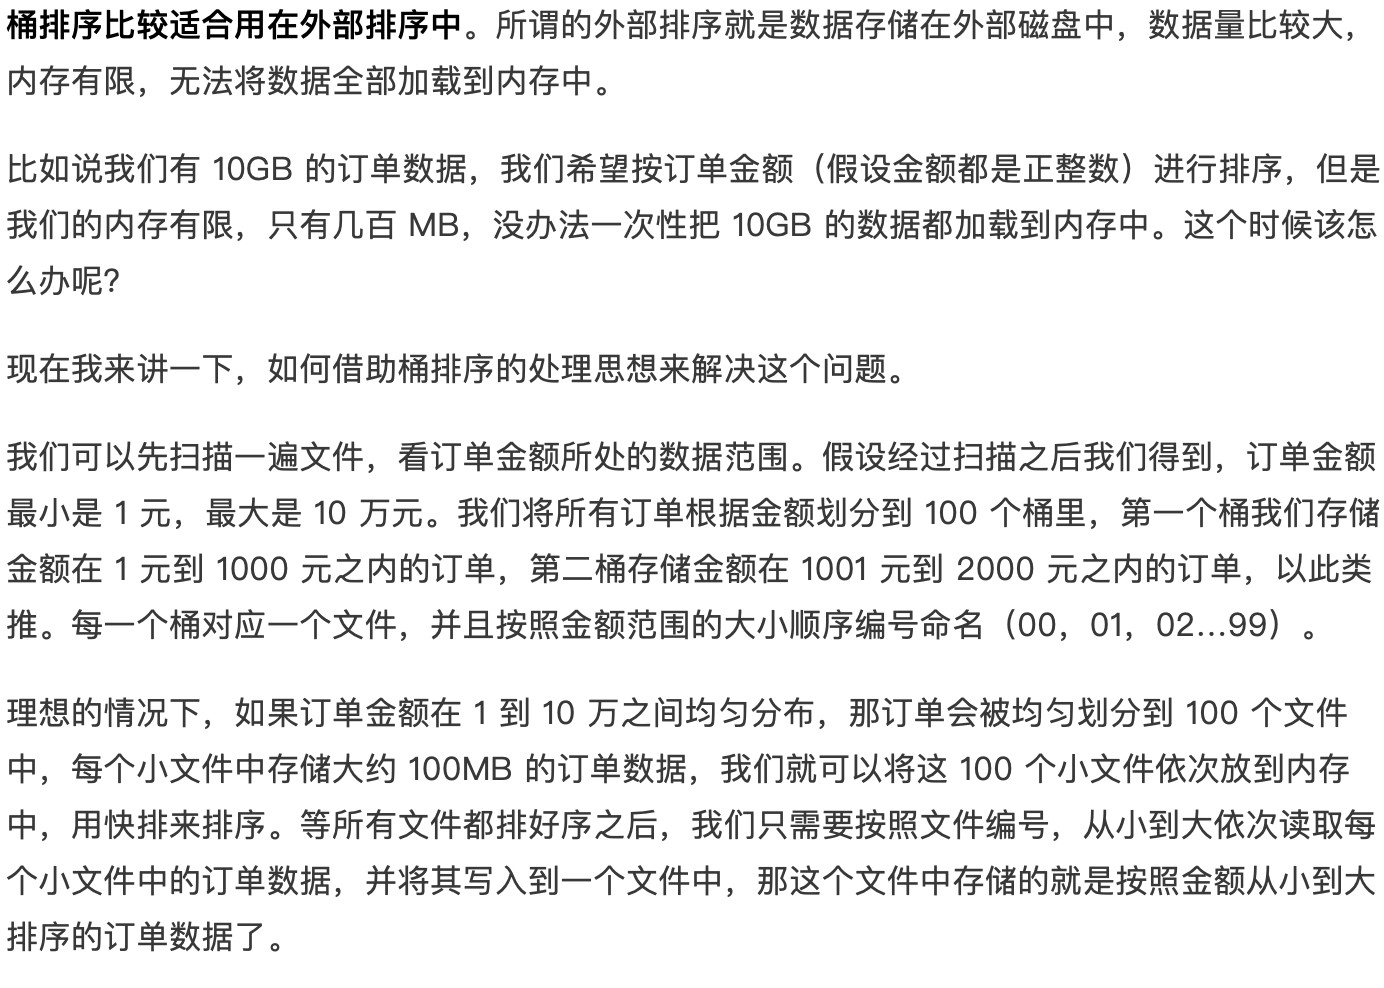 桶排序比较适合用在外部排序中。所谓的外部排序就是数据存储在外部磁盘中，数据量比较大，
内存有限，无法将数据全部加载到内存中。
比如说我们有 10GB 的订单数据，我们希望按订单金额（假设金额都是正整数）进行排序，但是
我们的内存有限，只有几百 MB，没办法一次性把 10GB 的数据都加载到内存中。这个时候该怎
么办呢？
现在我来讲一下，如何借助桶排序的处理思想来解决这个问题。
我们可以先扫描一遍文件，看订单金额所处的数据范围。假设经过扫描之后我们得到，订单金额
最小是 1 元，最大是 10 万元。我们将所有订单根据金额划分到 100 个桶里，第一个桶我们存储
金额在 1 元到 1000 元之内的订单，第二桶存储金额在 1001 元到 2000 元之内的订单，以此类
推。每一个桶对应一个文件，并且按照金额范围的大小顺序编号命名（00，01，02...99）。
理想的情况下，如果订单金额在 1 到 10 万之间均匀分布，那订单会被均匀划分到 100 个文件
中，每个小文件中存储大约 100MB 的订单数据，我们就可以将这 100 个小文件依次放到内存
中，用快排来排序。等所有文件都排好序之后，我们只需要按照文件编号，从小到大依次读取每
个小文件中的订单数据，并将其写入到一个文件中，那这个文件中存储的就是按照金额从小到大
排序的订单数据了。